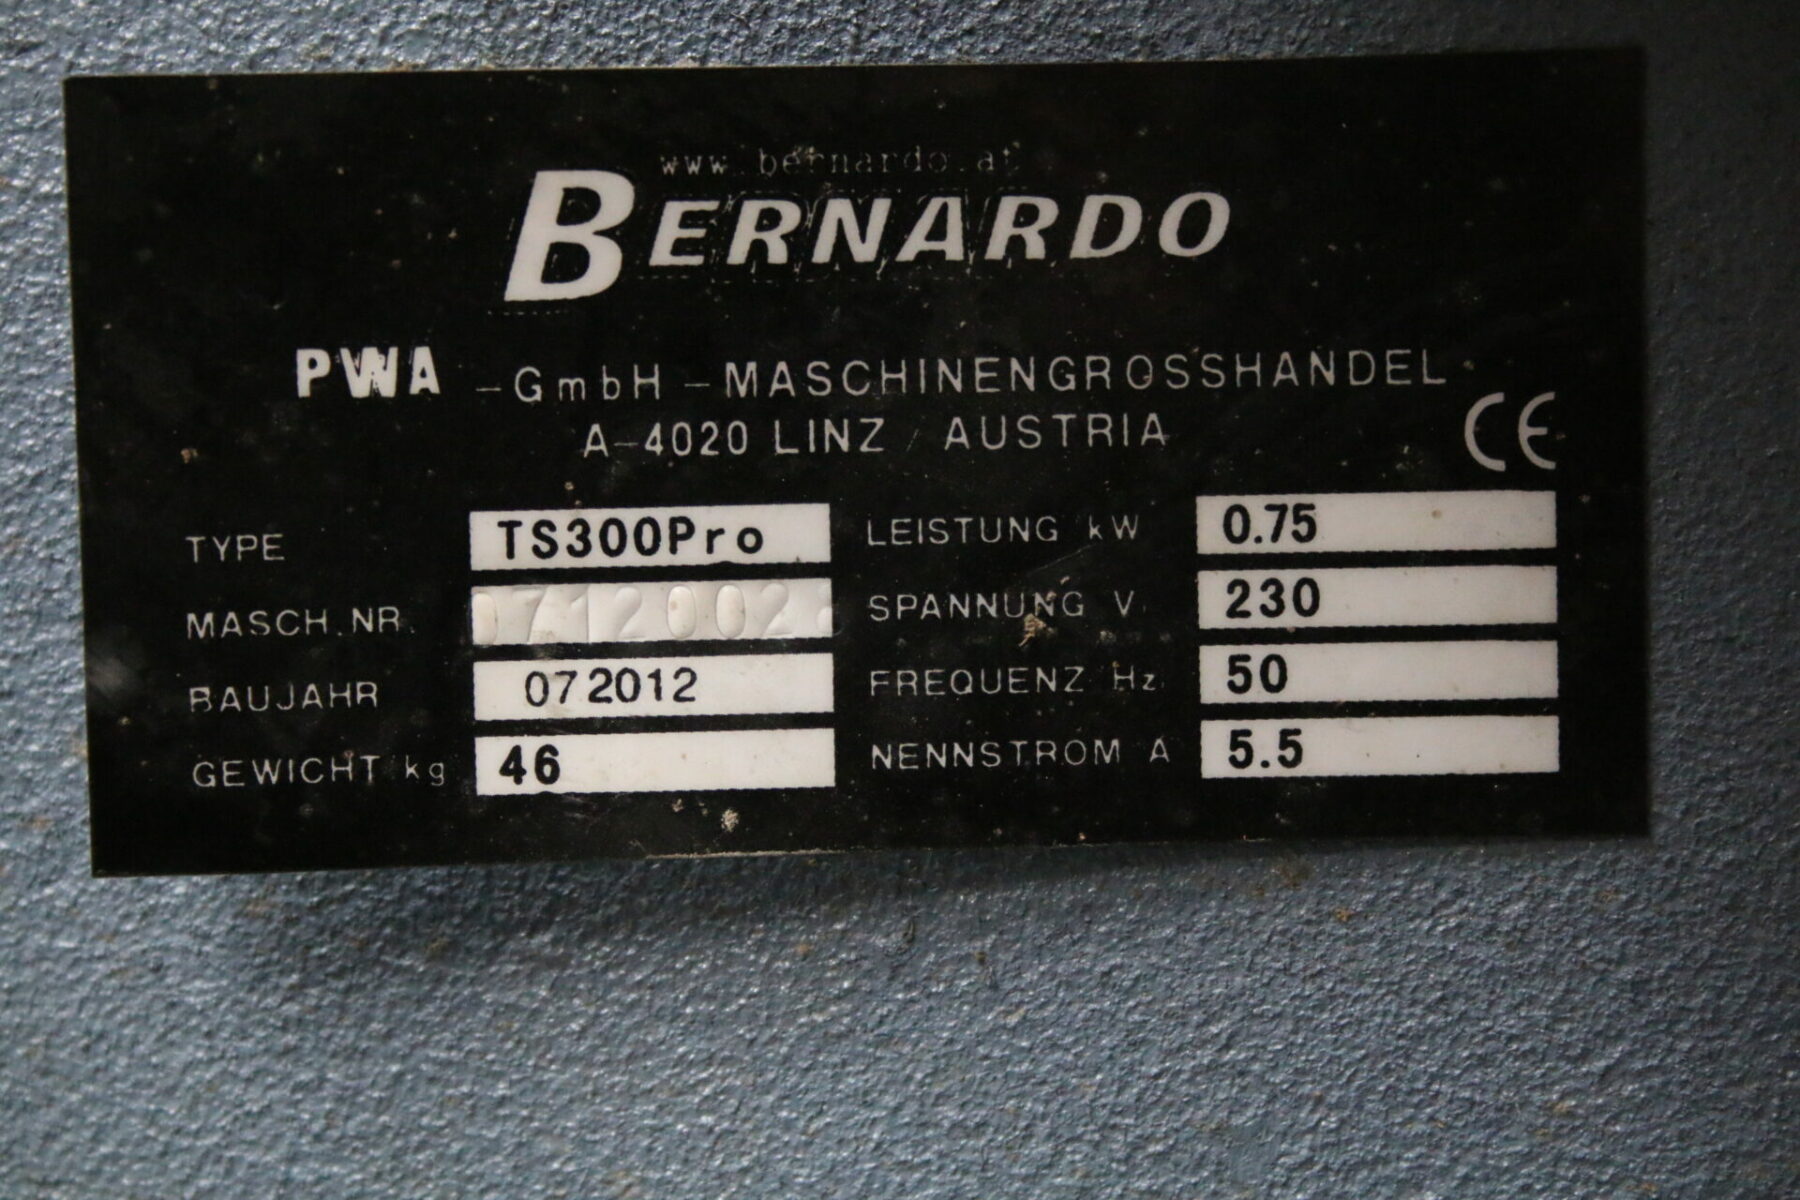 www.bernardo.at
BERNARDO
PWA -GmbH-MASCHINENGROSSHANDEL
A-4020 LINZ / AUSTRIA
CE
TYPE TS300Pro LEISTUNG kW 0.75
MASCH.NR. SPANNUNG V 230
BAUJAHR 072012 FREQUENZ Hz 50
GEWICHT kg 46 NENNSTROM A 5.5